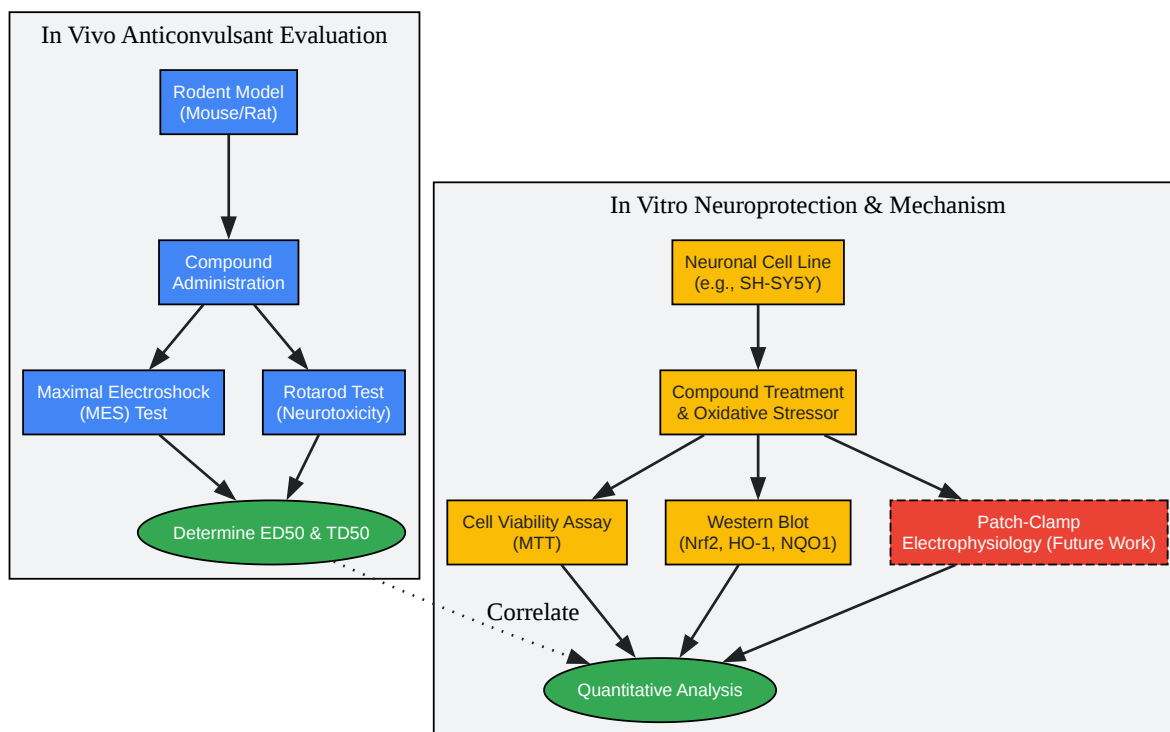 In Vivo Anticonvulsant Evaluation
Rodent Model
(Mouse/Rat)
Compound
Administration
Maximal Electroshock
(MES) Test
Rotarod Test
(Neurotoxicity)
Determine ED50 & TD50
Correlate
In Vitro Neuroprotection & Mechanism
Neuronal Cell Line
(e.g., SH-SY5Y)
Compound Treatment
& Oxidative Stressor
Cell Viability Assay
(MTT)
Western Blot
(Nrf2, HO-1, NQO1)
Patch-Clamp
Electrophysiology (Future Work)
Quantitative Analysis